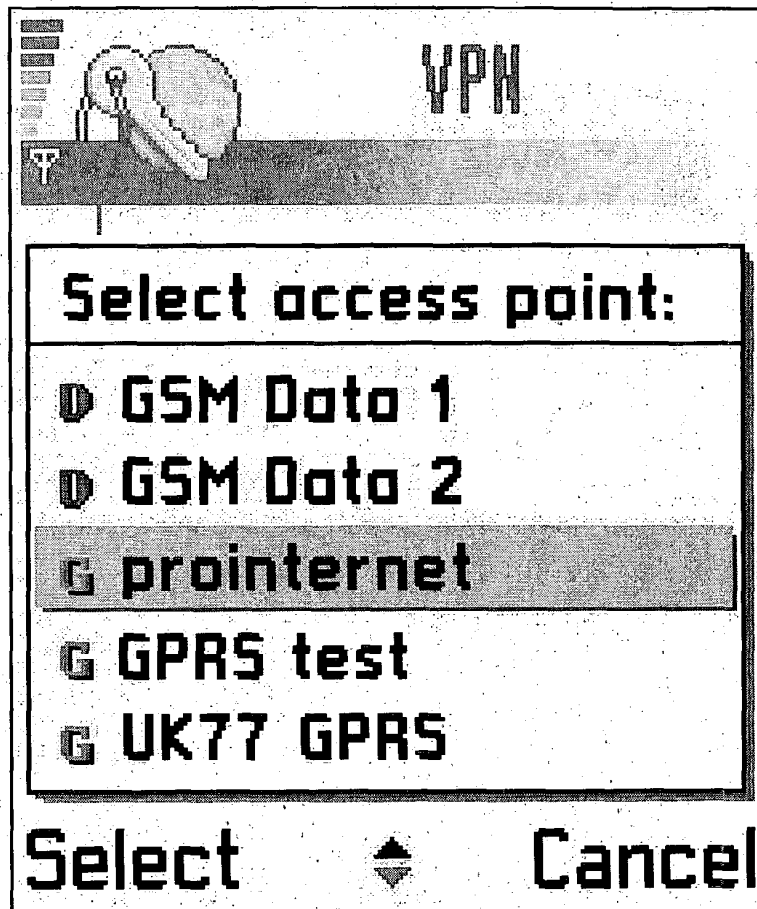 VPN
Select access point:
D GSM Data 1
D GSM Data 2
G prointernet
G GPRS test
G UK77 GPRS
Select Cancel